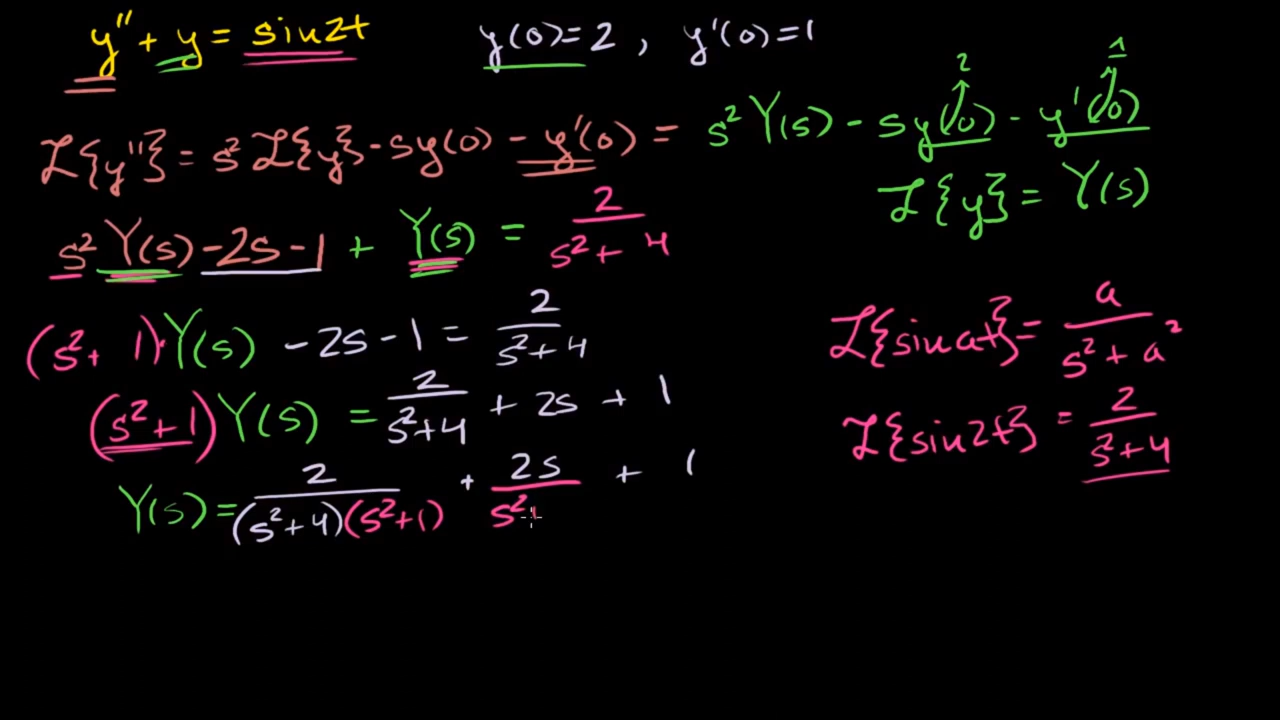 y'' + y = sin2t   y(0)=2 , y'(0)=1
2   1
ℒ{y''} = s²ℒ{y} - sy(0) - y'(0) = s²Y(s) - sy(0) - y'(0)
ℒ{y} = Y(s)
s²Y(s) - 2s - 1 + Y(s) = 2/(s²+4)
(s²+1)·Y(s) - 2s - 1 = 2/(s²+4)
ℒ{sin at} = a/(s²+a²)
(s²+1)Y(s) = 2/(s²+4) + 2s + 1
ℒ{sin2t} = 2/(s²+4)
Y(s) = 2/((s²+4)(s²+1)) + 2s/(s²+ + 1